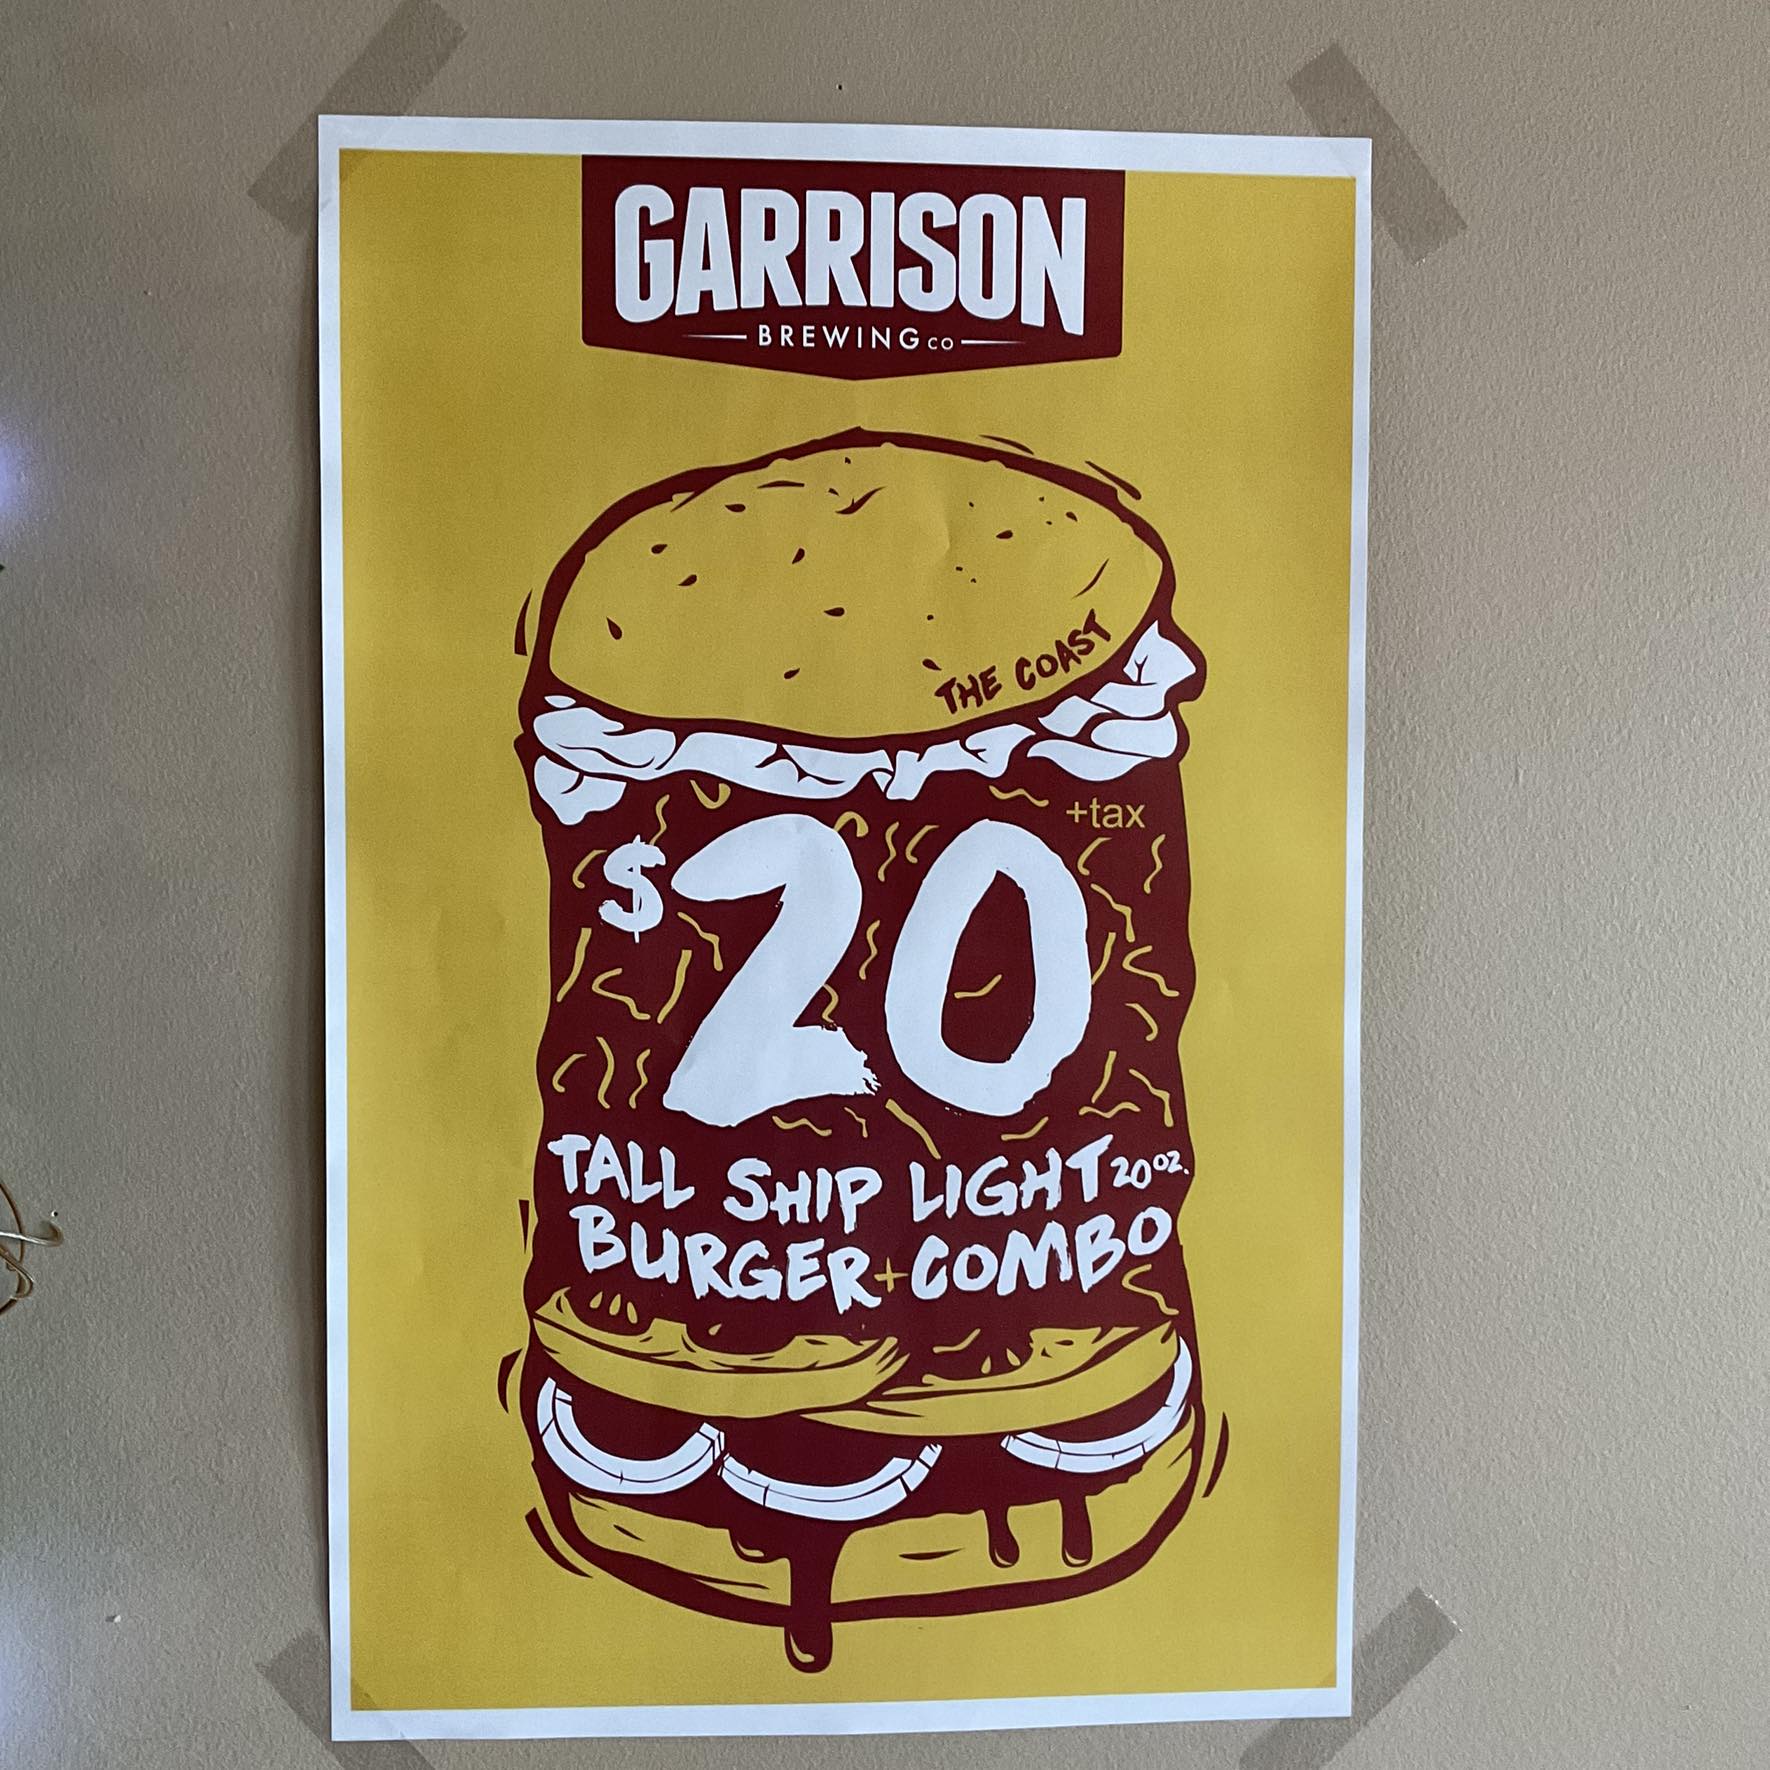 GARRISON
BREWING CO
THE COAST
+tax
$20
TALL SHIP LIGHT 20 oz.
BURGER + COMBO